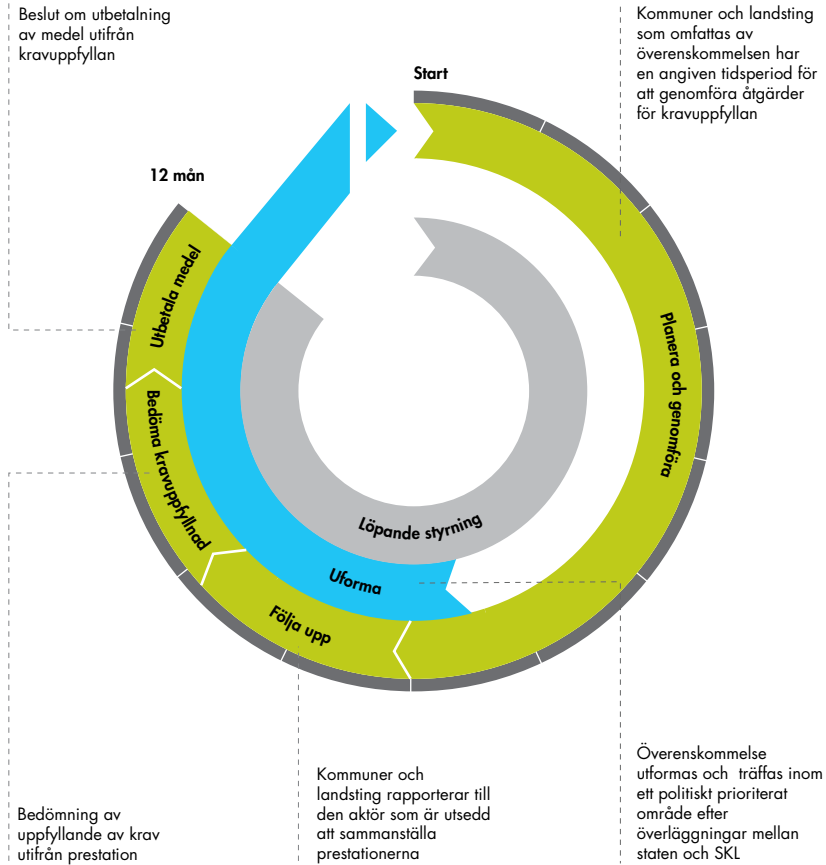 Beslut om utbetalning
av medel utifrån
kravuppfyllan
Kommuner och landsting
som omfattas av
överenskommelsen har
en angiven tidsperiod för
att genomföra åtgärder
för kravuppfyllan
Start
12 mån
Utbetala medel
Planera och genomföra
Bedöma kravuppfyllnad
Löpande styrning
Uforma
Följa upp
Bedömning av
uppfyllande av krav
utifrån prestation
Kommuner och
landsting rapporterar till
den aktör som är utsedd
att sammanställa
prestationerna
Överenskommelse
utformas och träffas inom
ett politiskt prioriterat
område efter
överläggningar mellan
staten och SKL